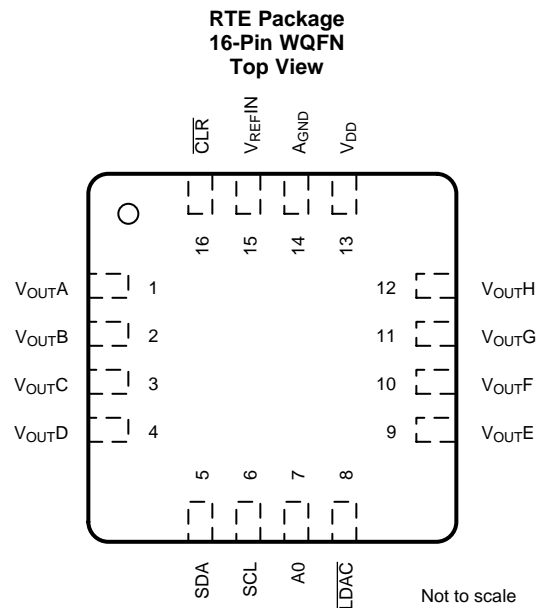 RTE Package
16-Pin WQFN
Top View
CLR VREFIN AGND VDD
16 15 14 13
VOUTA 1 12 VOUTH
VOUTB 2 11 VOUTG
VOUTC 3 10 VOUTF
VOUTD 4 9 VOUTE
5 6 7 8
SDA SCL A0 LDAC
Not to scale